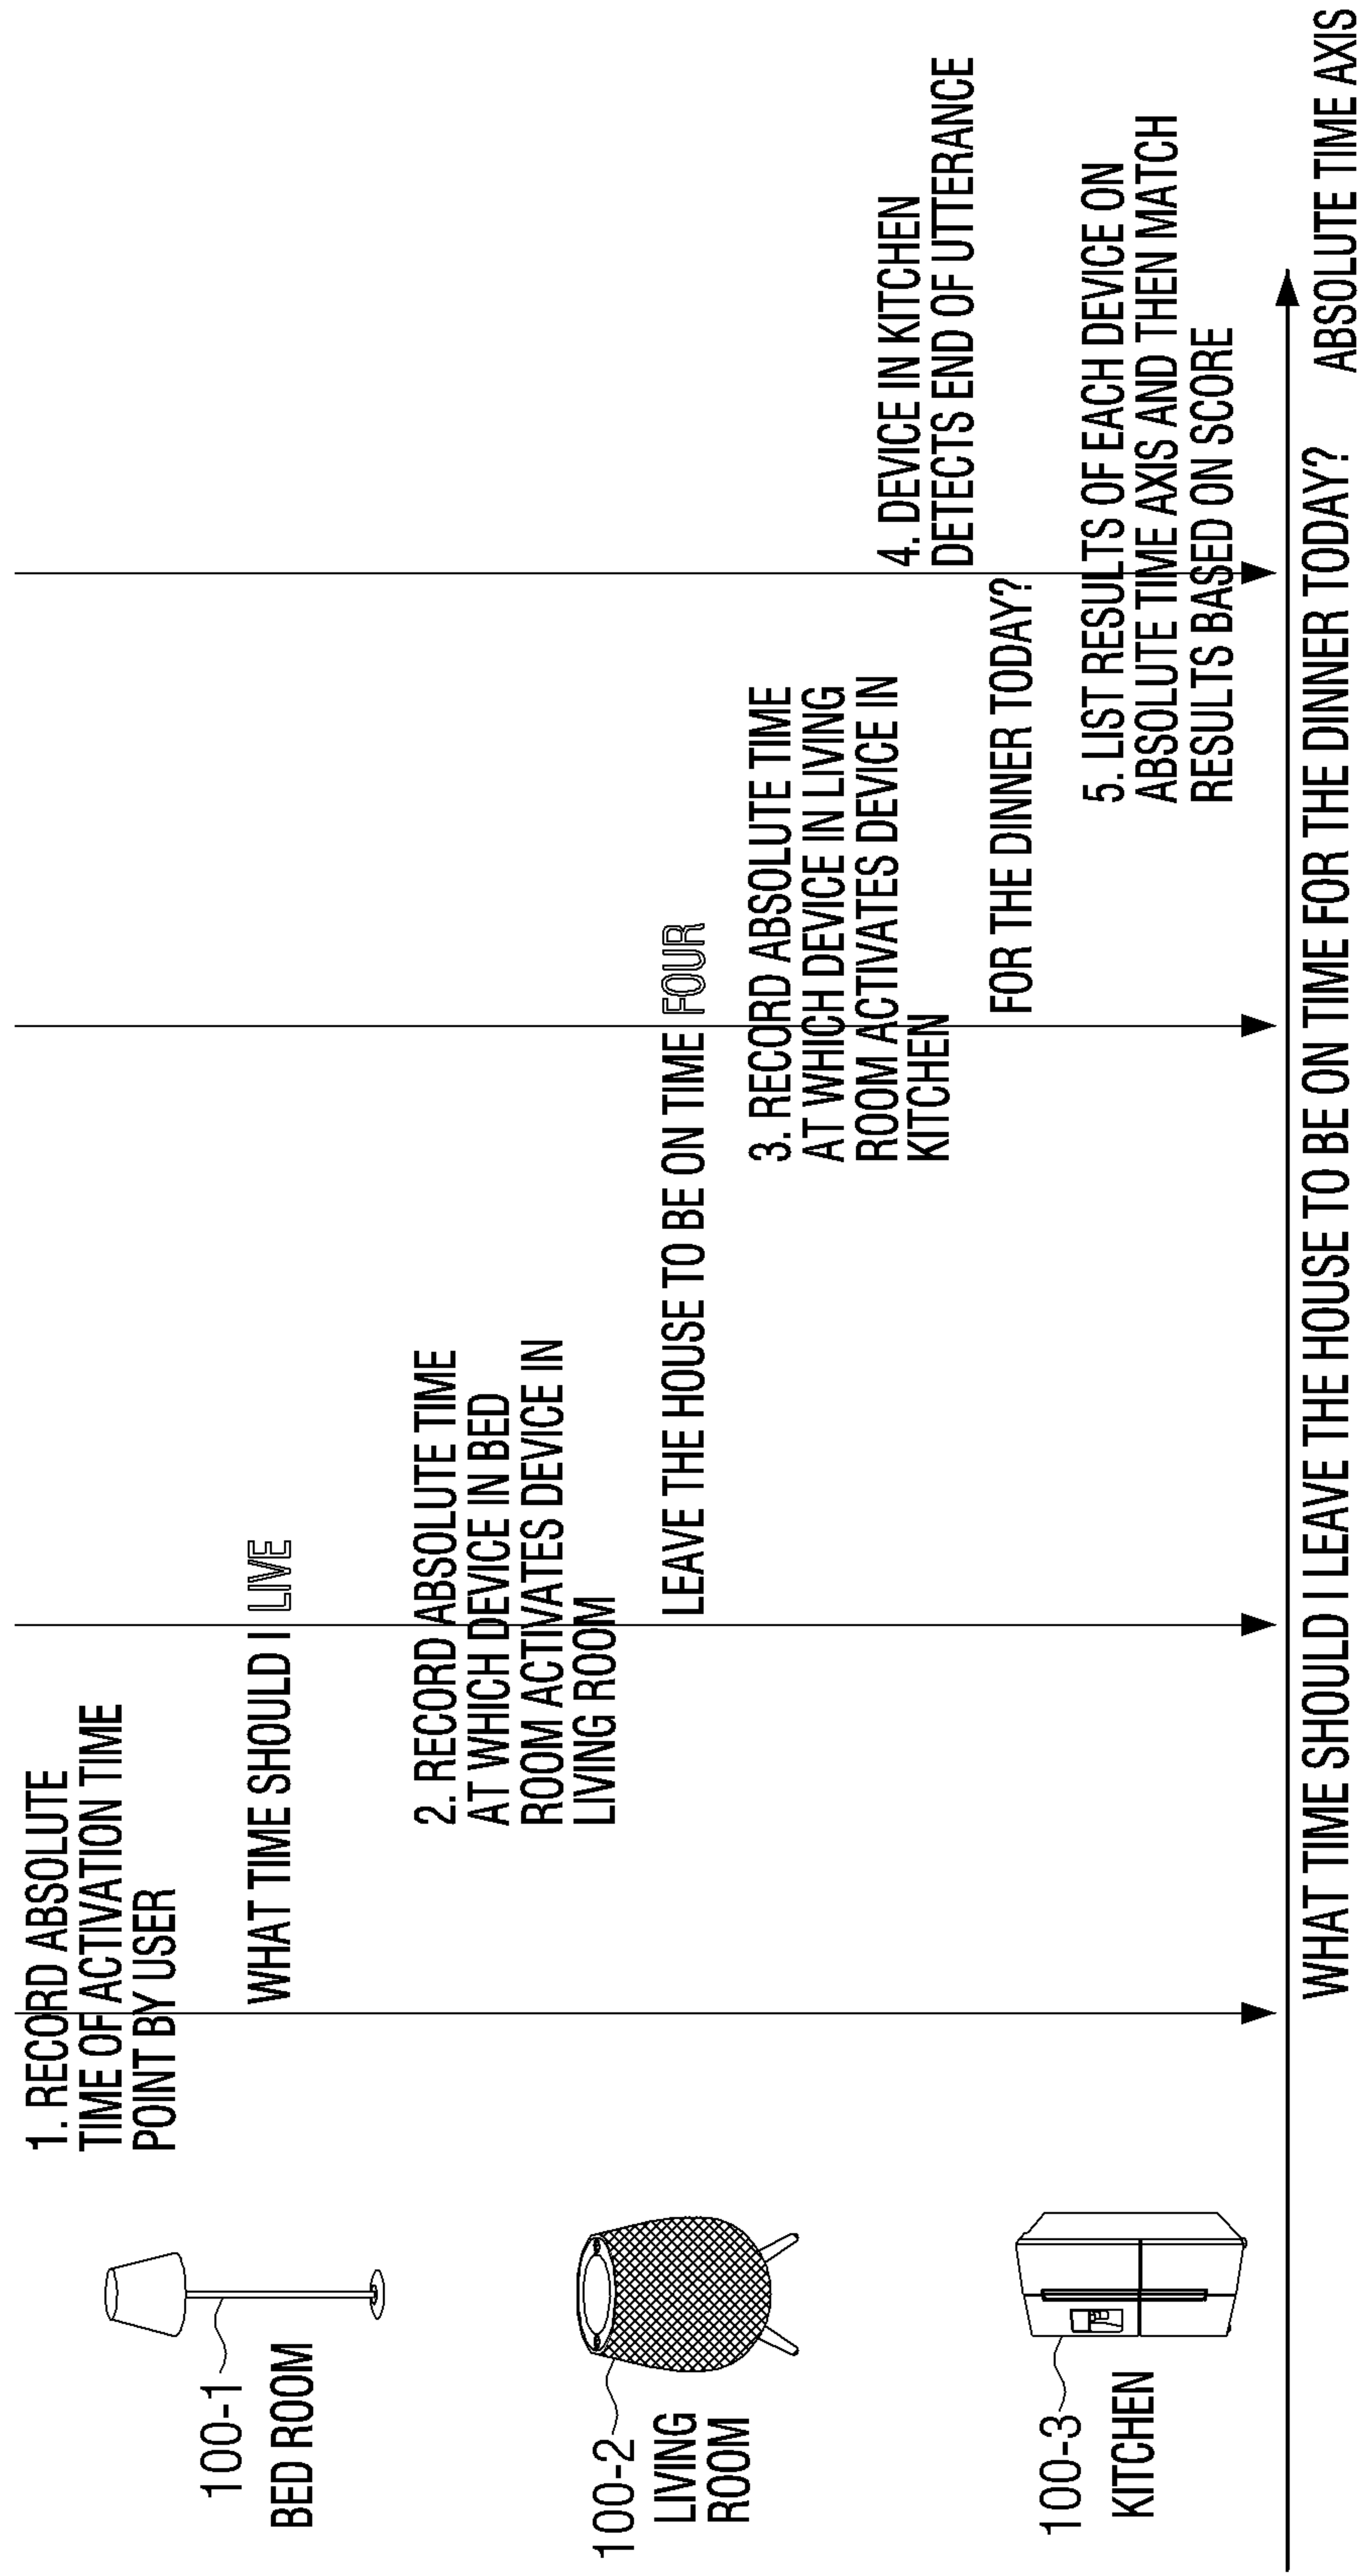 1. RECORD ABSOLUTE
TIME OF ACTIVATION TIME
POINT BY USER
100-1
BED ROOM
WHAT TIME SHOULD I LIVE
2. RECORD ABSOLUTE TIME
AT WHICH DEVICE IN BED
ROOM ACTIVATES DEVICE IN
LIVING ROOM
100-2
LIVING
ROOM
LEAVE THE HOUSE TO BE ON TIME FOUR
3. RECORD ABSOLUTE TIME
AT WHICH DEVICE IN LIVING
ROOM ACTIVATES DEVICE IN
KITCHEN
4. DEVICE IN KITCHEN
DETECTS END OF UTTERANCE
100-3
KITCHEN
FOR THE DINNER TODAY?
5. LIST RESULTS OF EACH DEVICE ON
ABSOLUTE TIME AXIS AND THEN MATCH
RESULTS BASED ON SCORE
WHAT TIME SHOULD I LEAVE THE HOUSE TO BE ON TIME FOR THE DINNER TODAY?
ABSOLUTE TIME AXIS